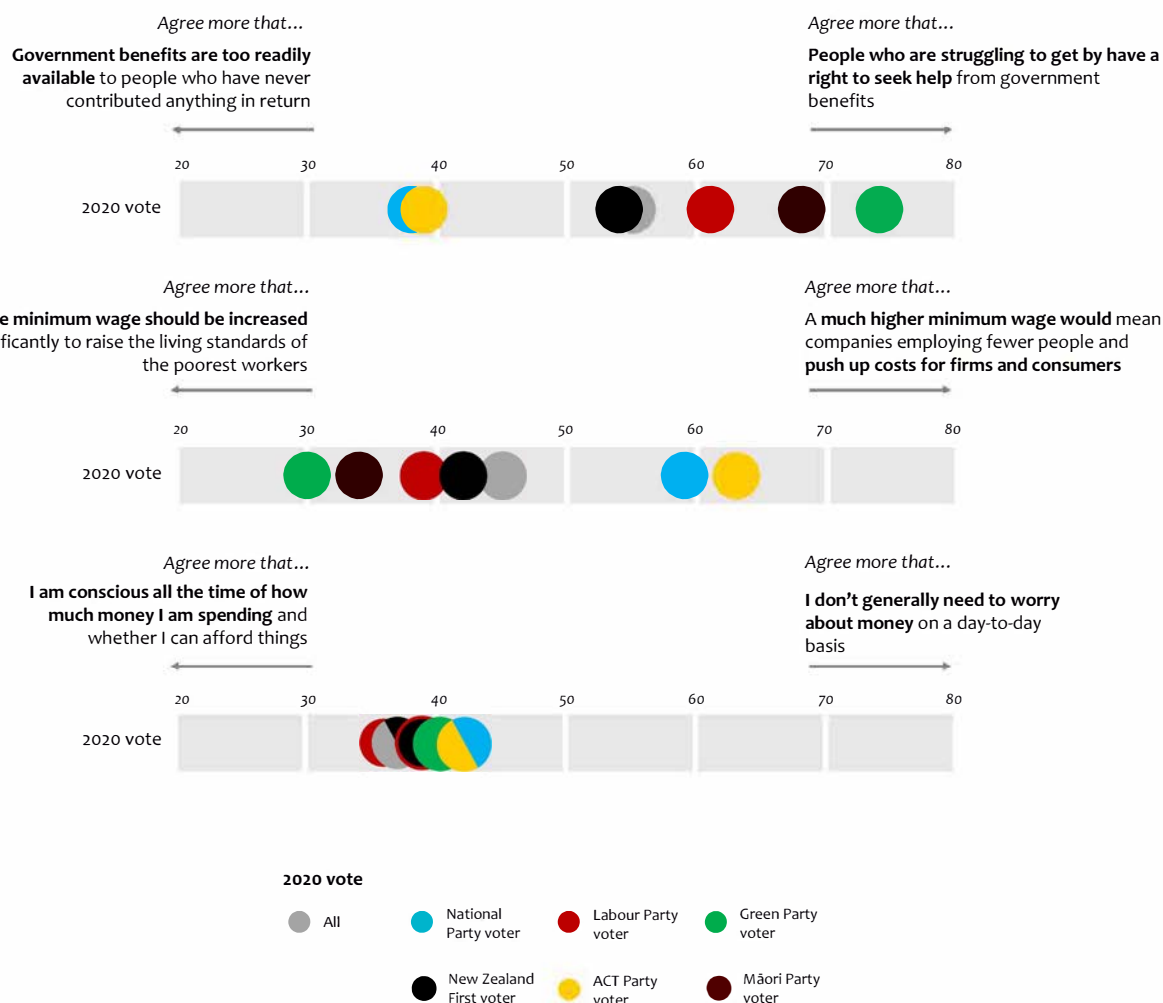 Agree more that...
Government benefits are too readily
available to people who have never
contributed anything in return
Agree more that...
People who are struggling to get by have a
right to seek help from government
benefits
20 30 40 50 60 70 80
2020 vote
Agree more that...
minimum wage should be increased
to raise the living standards of
the poorest workers
Agree more that...
A much higher minimum wage would mean
companies employing fewer people and
push up costs for firms and consumers
20 30 40 50 60 70 80
2020 vote
Agree more that...
I am conscious all the time of how
much money I am spending and
whether I can afford things
Agree more that...
I don't generally need to worry
about money on a day-to-day
basis
20 30 40 50 60 70 80
2020 vote
2020 vote
All
National
Party voter
Labour Party
voter
Green Party
voter
New Zealand
First voter
ACT Party
voter
Māori Party
voter